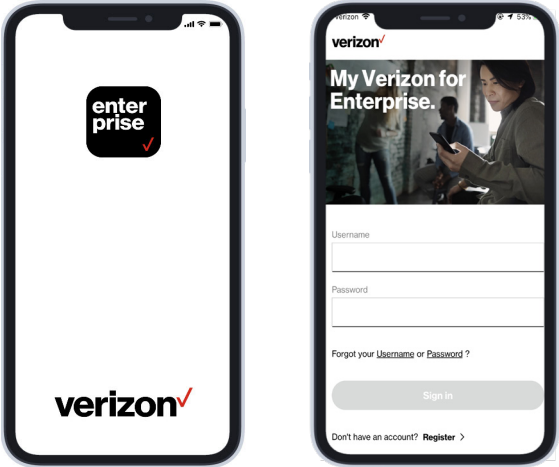 enter
prise
verizon
verizon
53%
verizon
My Verizon for
Enterprise.
Username
Password
Forgot your Username or Password ?
Sign in
Don't have an account? Register >